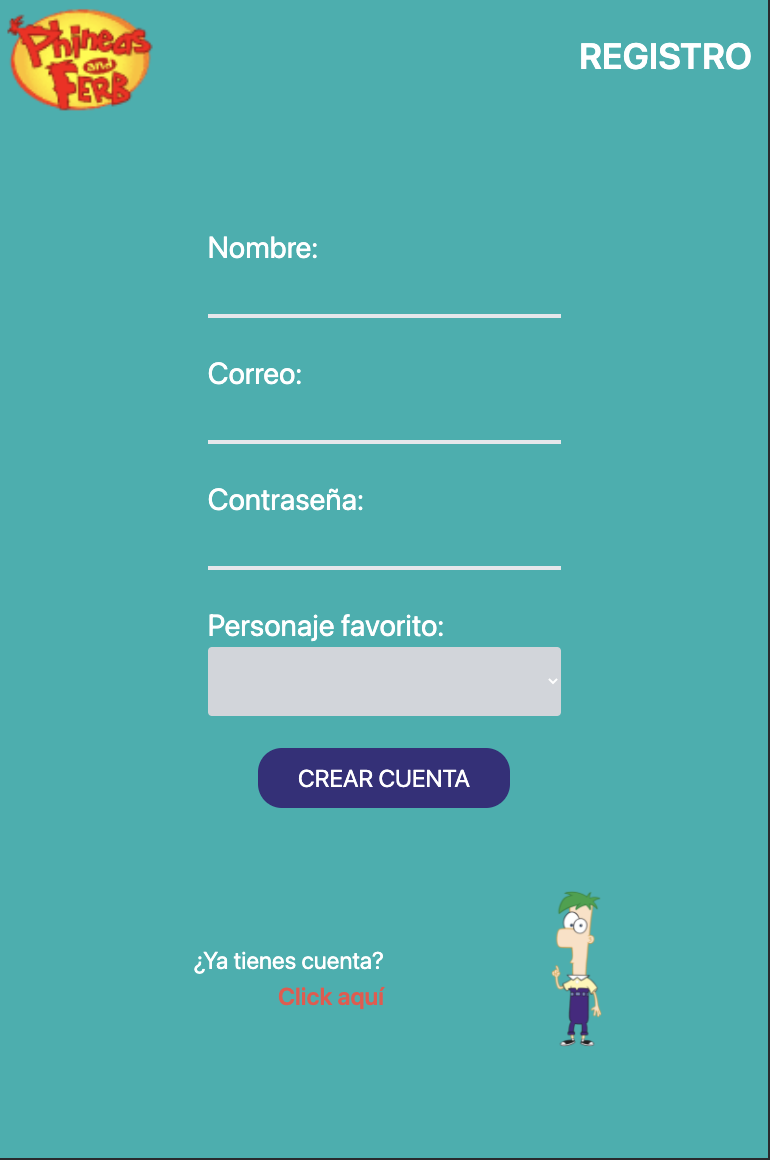 Phineas
and
FERB
REGISTRO
Nombre:
Correo:
Contraseña:
Personaje favorito:
CREAR CUENTA
¿Ya tienes cuenta?
Click aquí